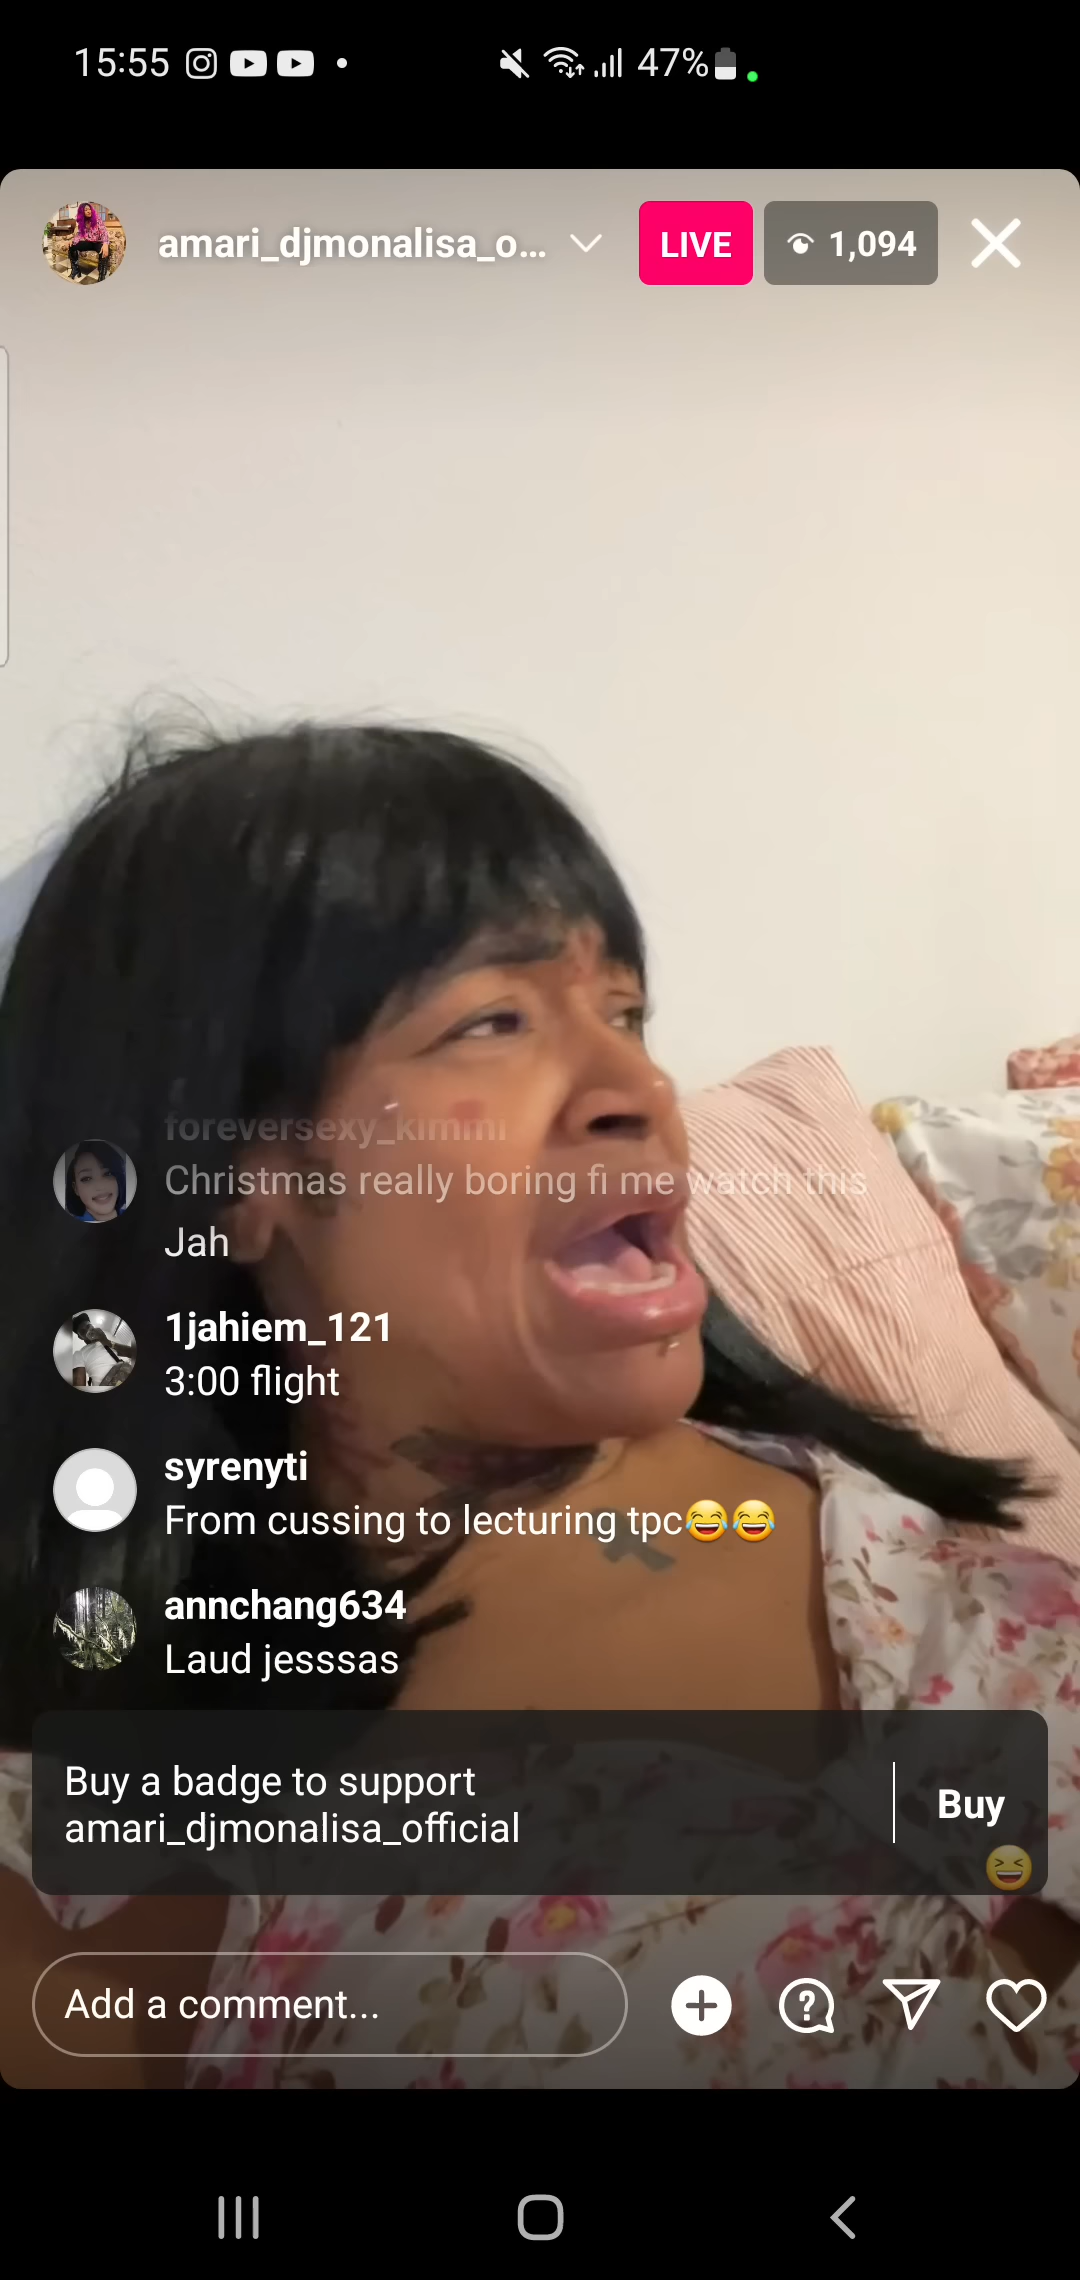 15:55
47%
amari_djmonalisa_o...
LIVE
1,094
foreversexy_kimmi
Christmas really boring fi me watch this
Jah
1jahiem_121
3:00 flight
syrenyti
From cussing to lecturing tpc😂😂
annchang634
Laud jesssas
Buy a badge to support
amari_djmonalisa_official
Buy
Add a comment...